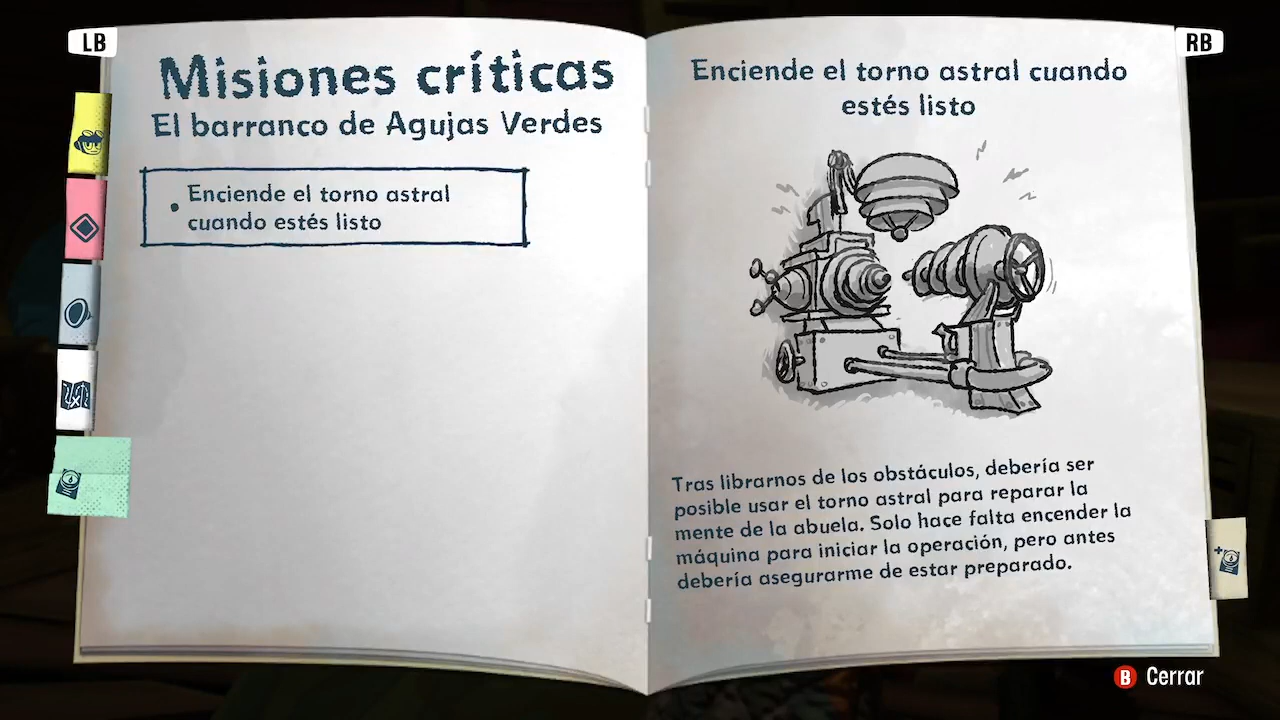 LB
RB
Misiones críticas
El barranco de Agujas Verdes
Enciende el torno astral
cuando estés listo
Enciende el torno astral cuando
estés listo
Tras librarnos de los obstáculos, debería ser
posible usar el torno astral para reparar la
mente de la abuela. Solo hace falta encender la
máquina para iniciar la operación, pero antes
debería asegurarme de estar preparado.
B Cerrar